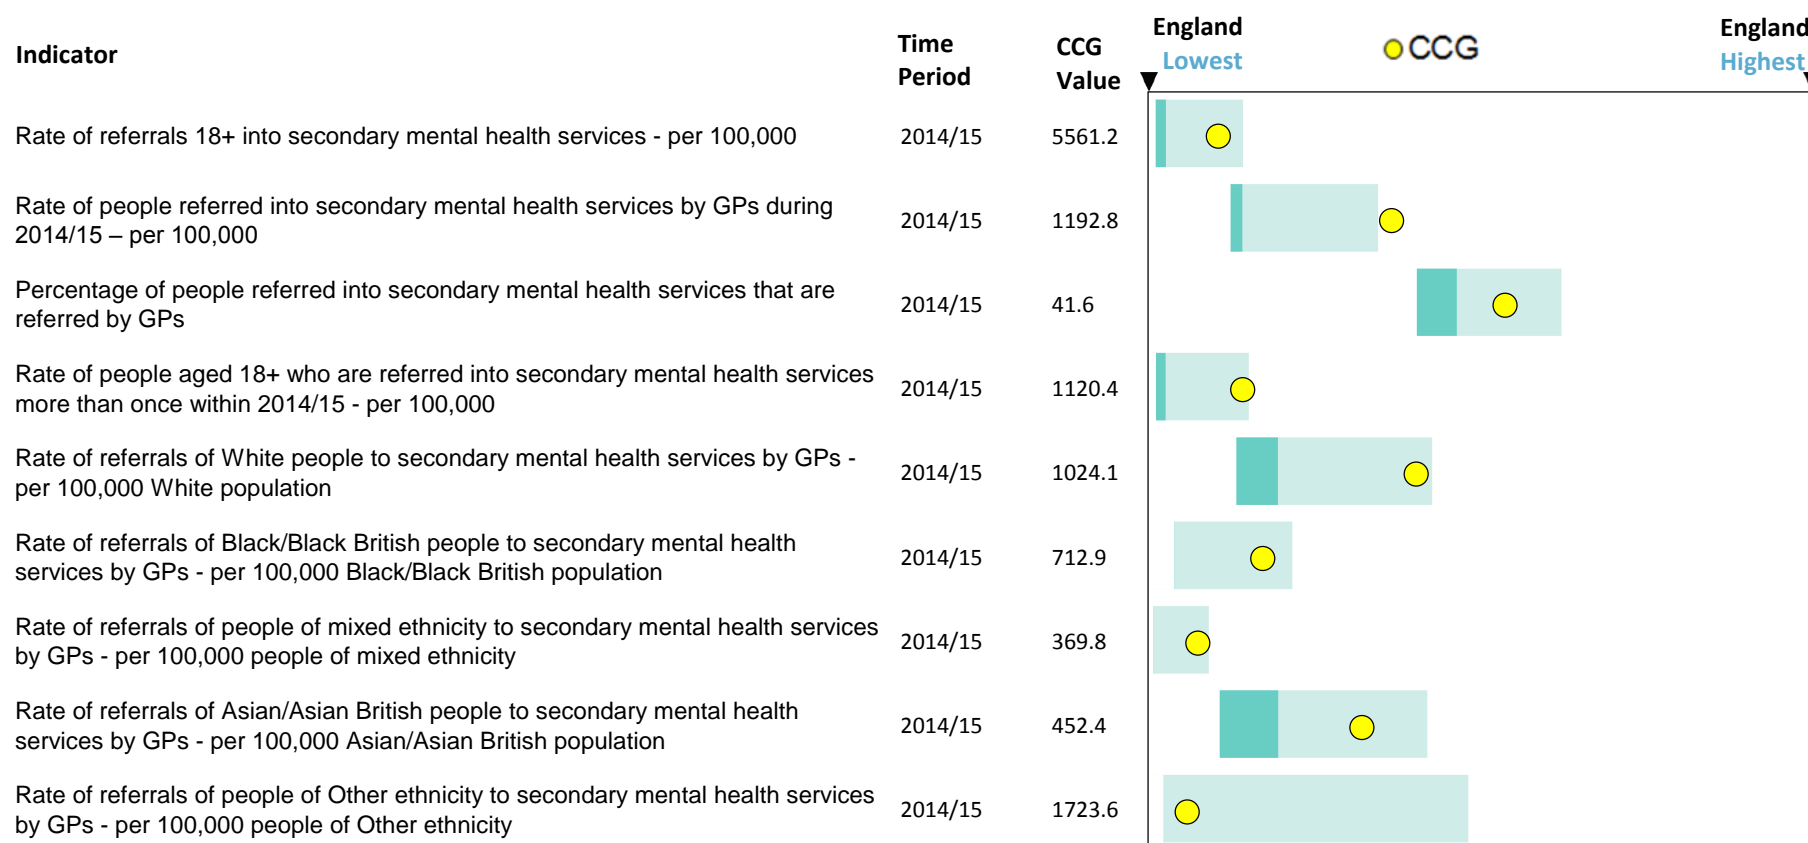 Indicator
Time
Period
CCG
Value
England
Lowest
CCG
England
Highest
Rate of referrals 18+ into secondary mental health services - per 100,000
2014/15
5561.2
Rate of people referred into secondary mental health services by GPs during
2014/15 – per 100,000
2014/15
1192.8
Percentage of people referred into secondary mental health services that are
referred by GPs
2014/15
41.6
Rate of people aged 18+ who are referred into secondary mental health services
more than once within 2014/15 - per 100,000
2014/15
1120.4
Rate of referrals of White people to secondary mental health services by GPs -
per 100,000 White population
2014/15
1024.1
Rate of referrals of Black/Black British people to secondary mental health
services by GPs - per 100,000 Black/Black British population
2014/15
712.9
Rate of referrals of people of mixed ethnicity to secondary mental health services
by GPs - per 100,000 people of mixed ethnicity
2014/15
369.8
Rate of referrals of Asian/Asian British people to secondary mental health
services by GPs - per 100,000 Asian/Asian British population
2014/15
452.4
Rate of referrals of people of Other ethnicity to secondary mental health services
by GPs - per 100,000 people of Other ethnicity
2014/15
1723.6